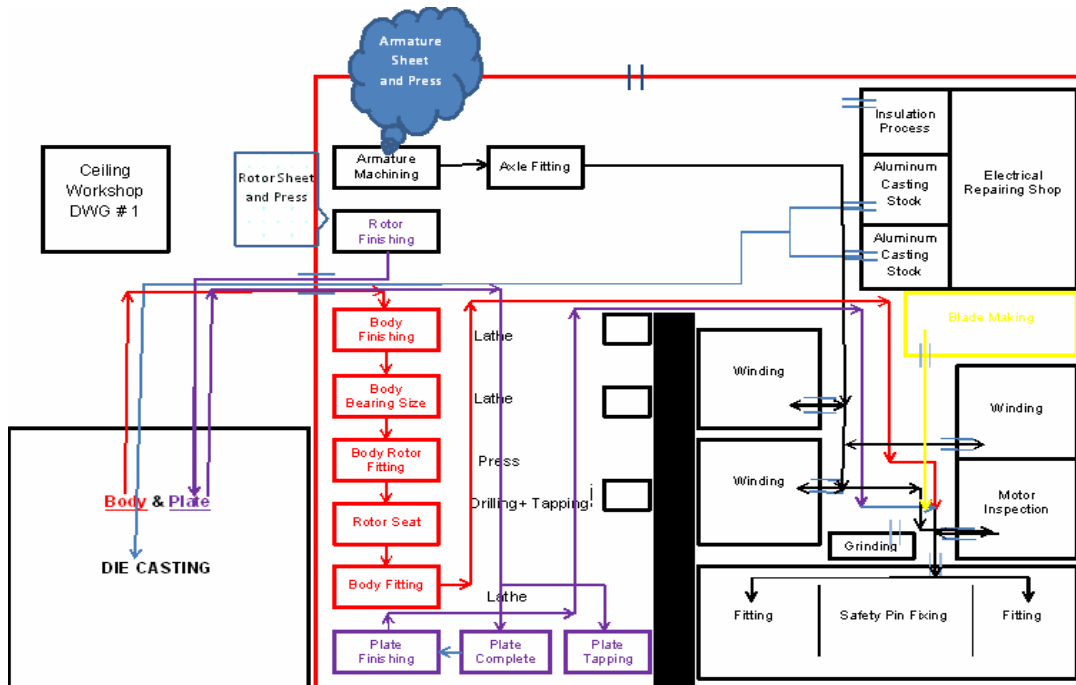 Armature
Sheet
and Press
Ceiling
Workshop
DWG # 1
Rotor Sheet
and Press
Armature
Machining
Axle Fitting
Insulation
Process
Aluminum
Casting
Stock
Aluminum
Casting
Stock
Electrical
Repairing Shop
Rotor
Finishing
Body
Finishing
Lathe
Blade Making
Body
Bearing Size
Lathe
Winding
Winding
Body Rotor
Fitting
Press
Winding
Body & Plate
Drilling+ Tapping
Rotor Seat
Motor
Inspection
Grinding
DIE CASTING
Body Fitting
Lathe
Fitting
Safety Pin Fixing
Fitting
Plate
Finishing
Plate
Complete
Plate
Tapping